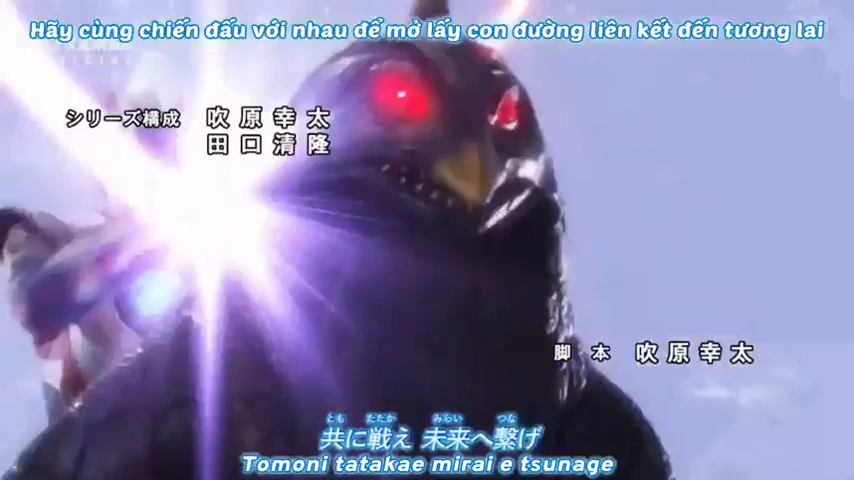 Hãy cùng chiến đấu với nhau để mở lấy con đường liên kết đến tương lai
シリーズ構成 吹原幸太
田口清隆
脚本 吹原幸太
とも たたか みらい つな
共に戦え 未来へ繋げ
Tomoni tatakae mirai e tsunage